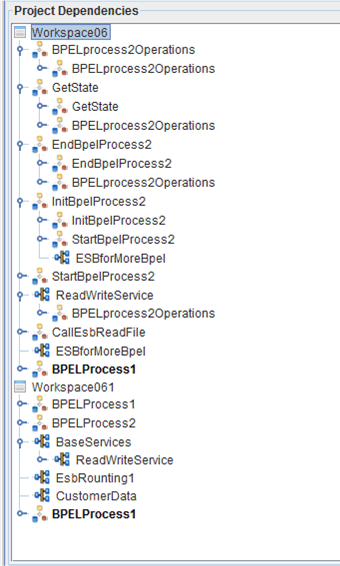 Project Dependencies
Workspace06
BPELprocess2Operations
BPELprocess2Operations
GetState
GetState
BPELprocess2Operations
EndBpelProcess2
EndBpelProcess2
BPELprocess2Operations
InitBpelProcess2
InitBpelProcess2
StartBpelProcess2
ESBforMoreBpel
StartBpelProcess2
ReadWriteService
BPELprocess2Operations
CallEsbReadFile
ESBforMoreBpel
BPELProcess1
Workspace061
BPELProcess1
BPELProcess2
BaseServices
ReadWriteService
EsbRounting1
CustomerData
BPELProcess1